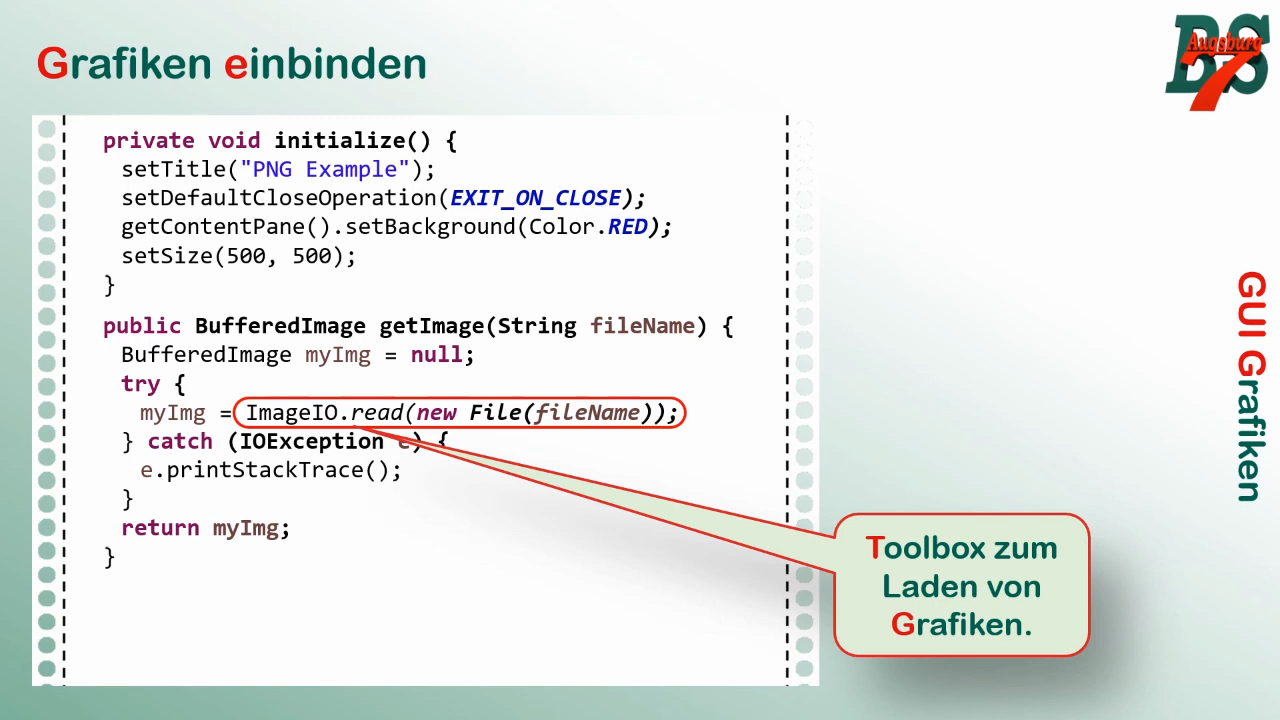 Grafiken einbinden
BS
Augsburg
7
private void initialize() {
setTitle("PNG Example");
setDefaultCloseOperation(EXIT_ON_CLOSE);
getContentPane().setBackground(Color.RED);
setSize(500, 500);
}
public BufferedImage getImage(String fileName) {
BufferedImage myImg = null;
try {
myImg = ImageIO.read(new File(fileName));
} catch (IOException e) {
e.printStackTrace();
}
return myImg;
}
Toolbox zum
Laden von
Grafiken.
GUI Grafiken